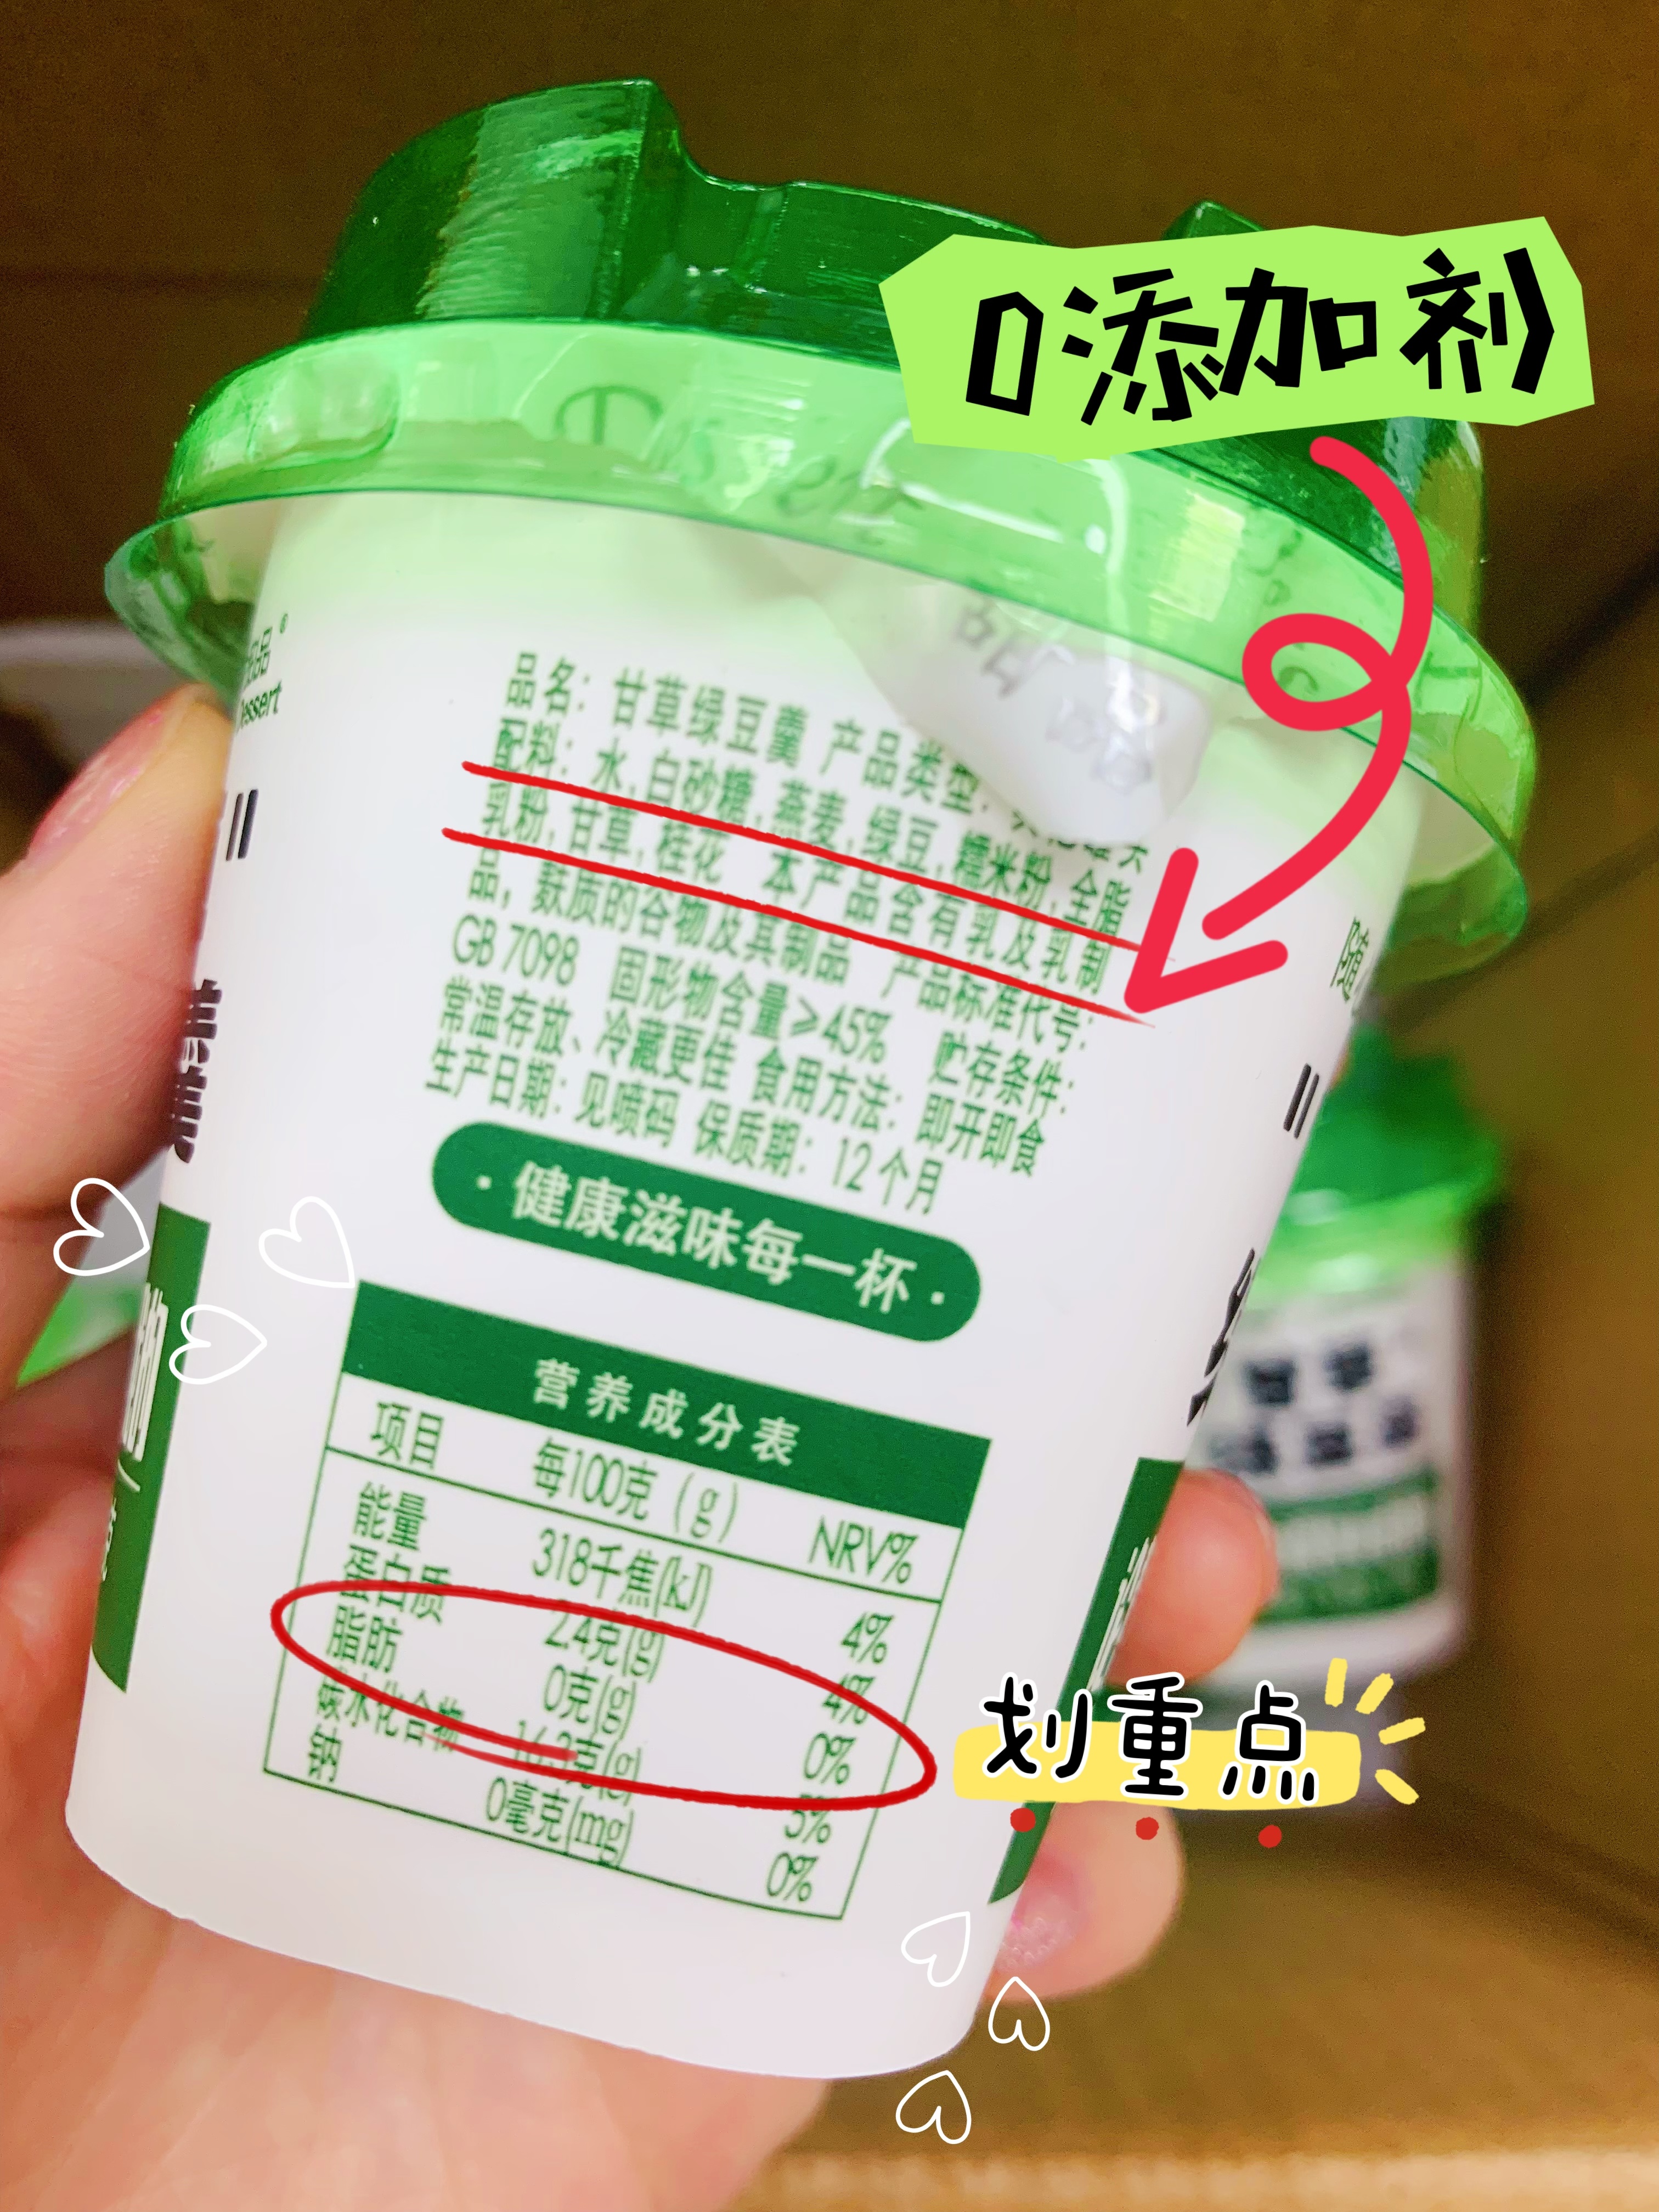 0添加剂
Dessert
品名：甘草绿豆羹 产品类型：
配料：水,白砂糖,燕麦,绿豆,糯米粉,全脂
乳粉,甘草,桂花 本产品含有乳及乳制
品，麸质的谷物及其制品 产品标准代号：
GB 7098 固形物含量≥45% 贮存条件：
常温存放、冷藏更佳 食用方法：即开即食
生产日期：见喷码 保质期：12个月
·健康滋味每一杯·
营养成分表
项目 每100克（g） NRV%
能量 318千焦(kJ) 4%
蛋白质 2.4克(g) 4%
脂肪 0克(g) 0%
碳水化合物 16.2克(g) 5%
钠 0毫克(mg) 0%
随
划重点